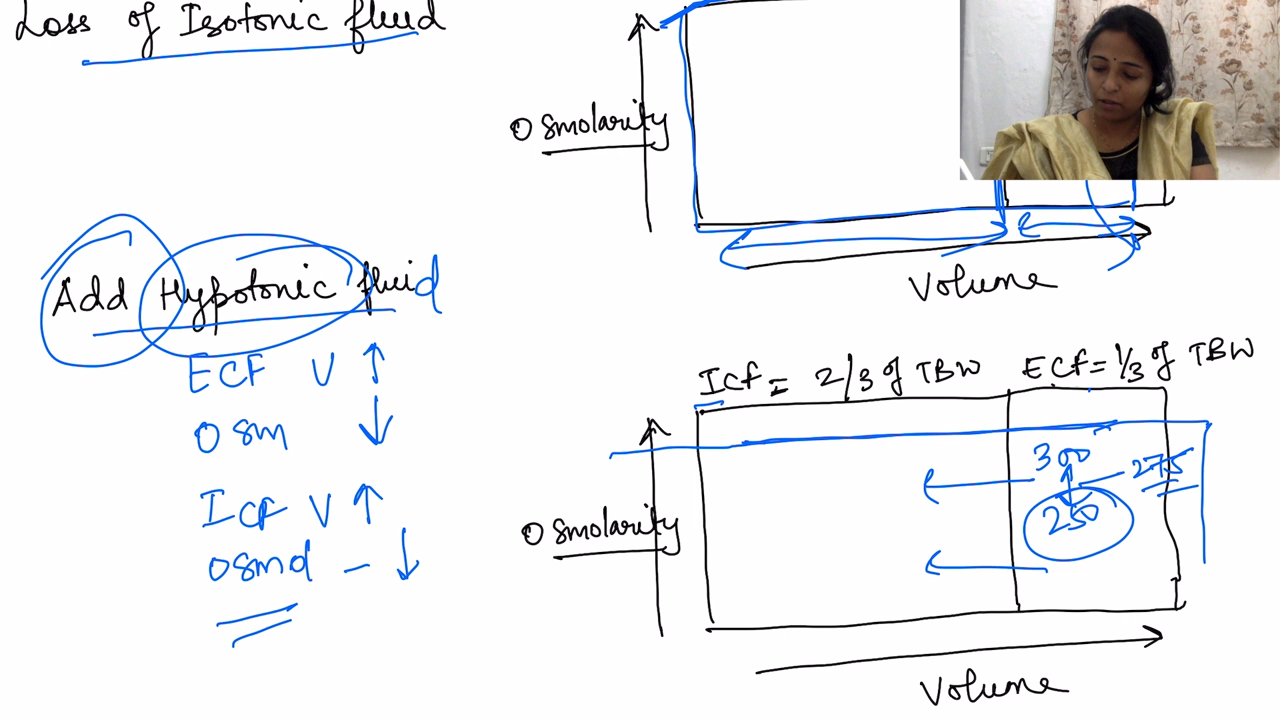 Loss of Isotonic fluid
Osmolarity
Volume
Add Hypotonic fluid
ECF V ↑
Osm ↓
ICF V ↑
Osmol – ↓
ICf = 2/3 of TBW
ECf = 1/3 of TBW
300
275
250
Osmolarity
Volume